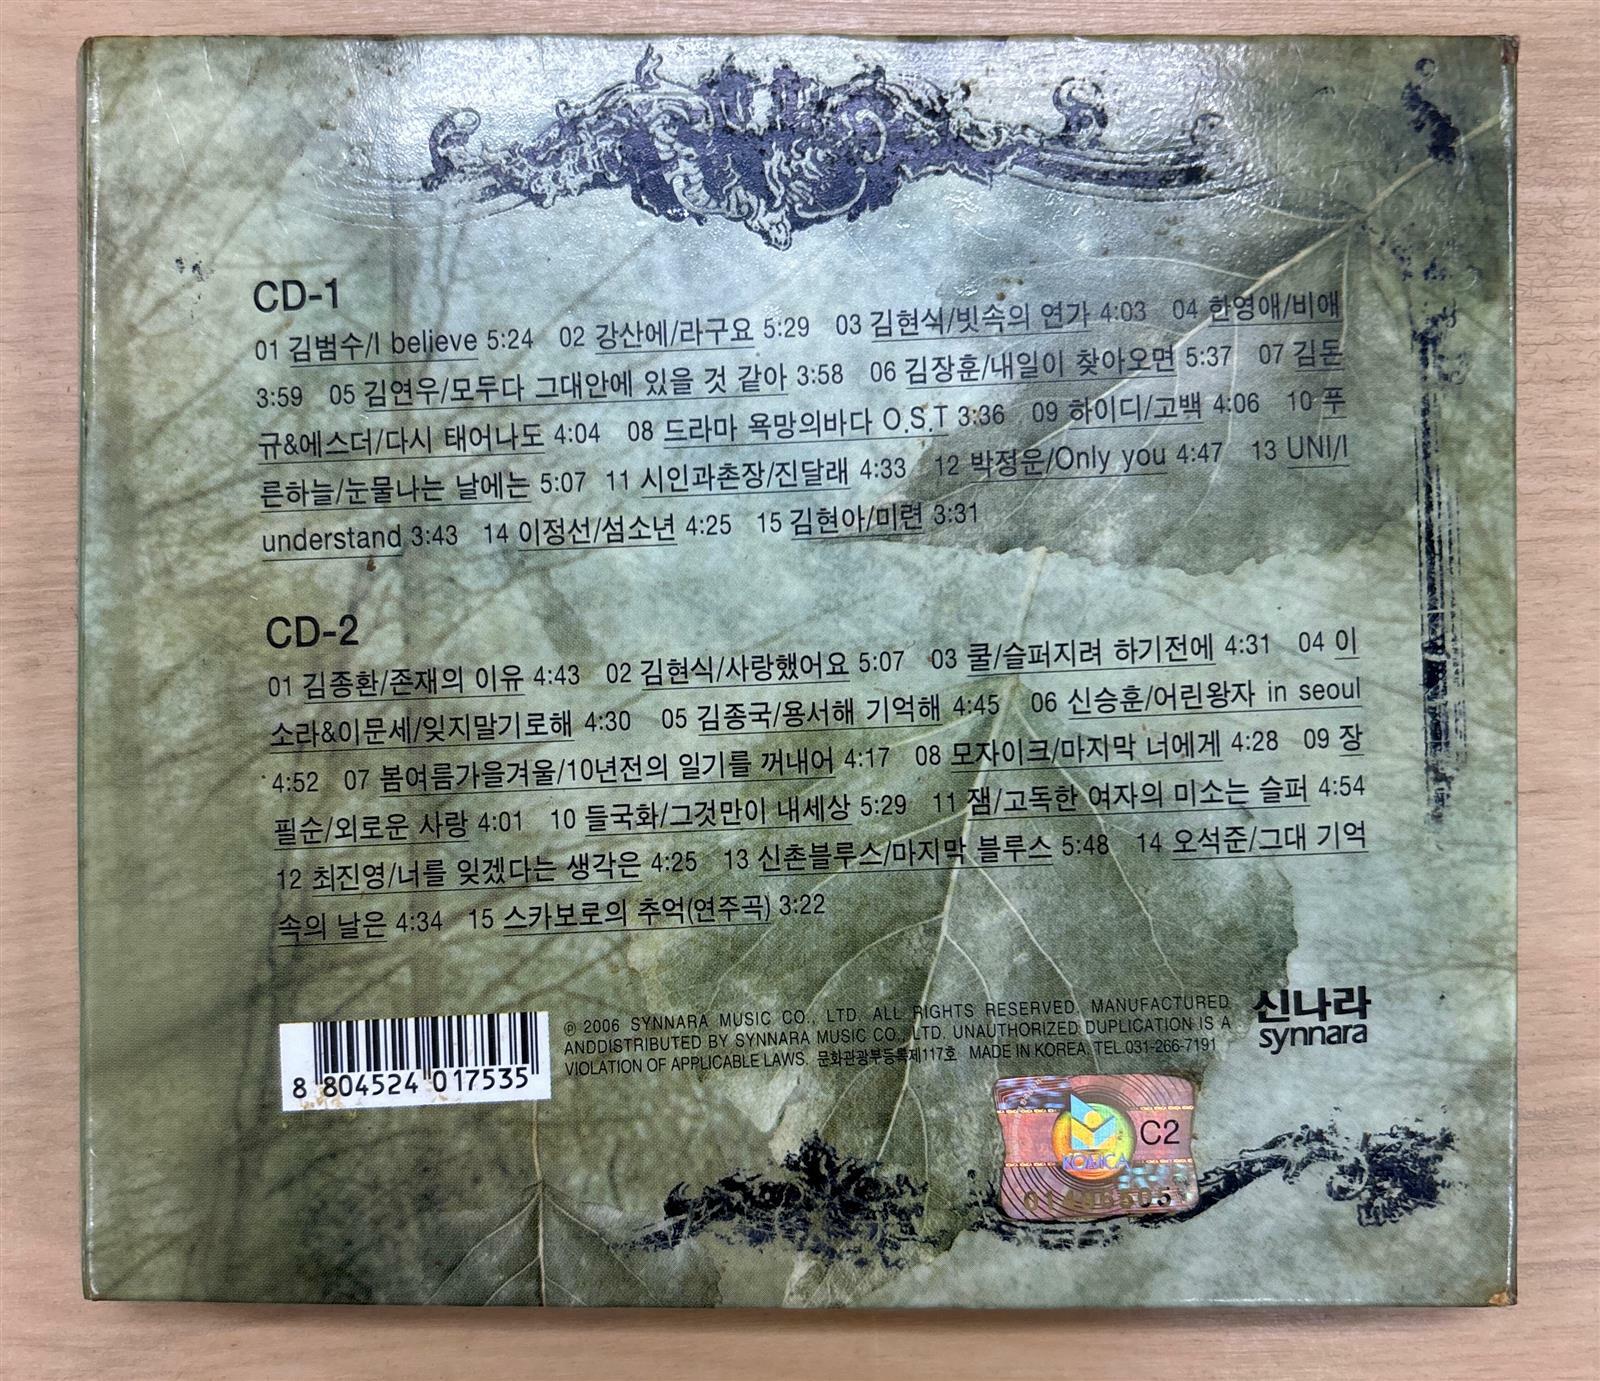 CD-1
01 김범수/I believe 5:24 02 강산에/라구요 5:29 03 김현식/빗속의 연가 4:03 04 한영애/비애
3:59 05 김연우/모두다 그대안에 있을 것 같아 3:58 06 김장훈/내일이 찾아오면 5:37 07 김돈
규&에스더/다시 태어나도 4:04 08 드라마 욕망의바다 O.S.T 3:36 09 하이디/고백 4:06 10 푸
른하늘/눈물나는 날에는 5:07 11 시인과촌장/진달래 4:33 12 박정운/Only you 4:47 13 UNI/I
understand 3:43 14 이정선/섬소년 4:25 15 김현아/미련 3:31
CD-2
01 김종환/존재의 이유 4:43 02 김현식/사랑했어요 5:07 03 쿨/슬퍼지려 하기전에 4:31 04 이
소라&이문세/잊지말기로해 4:30 05 김종국/용서해 기억해 4:45 06 신승훈/어린왕자 in seoul
4:52 07 봄여름가을겨울/10년전의 일기를 꺼내어 4:17 08 모자이크/마지막 너에게 4:28 09 장
필순/외로운 사랑 4:01 10 들국화/그것만이 내세상 5:29 11 잼/고독한 여자의 미소는 슬퍼 4:54
12 최진영/너를 잊겠다는 생각은 4:25 13 신촌블루스/마지막 블루스 5:48 14 오석준/그대 기억
속의 날은 4:34 15 스카보로의 추억(연주곡) 3:22
8 804524 017535
℗ 2006 SYNNARA MUSIC CO., LTD. ALL RIGHTS RESERVED. MANUFACTURED
ANDDISTRIBUTED BY SYNNARA MUSIC CO., LTD. UNAUTHORIZED DUPLICATION IS A
VIOLATION OF APPLICABLE LAWS. 문화관광부등록제117호 MADE IN KOREA. TEL.031-266-7191
신나라
synnara
C2
KOMCA